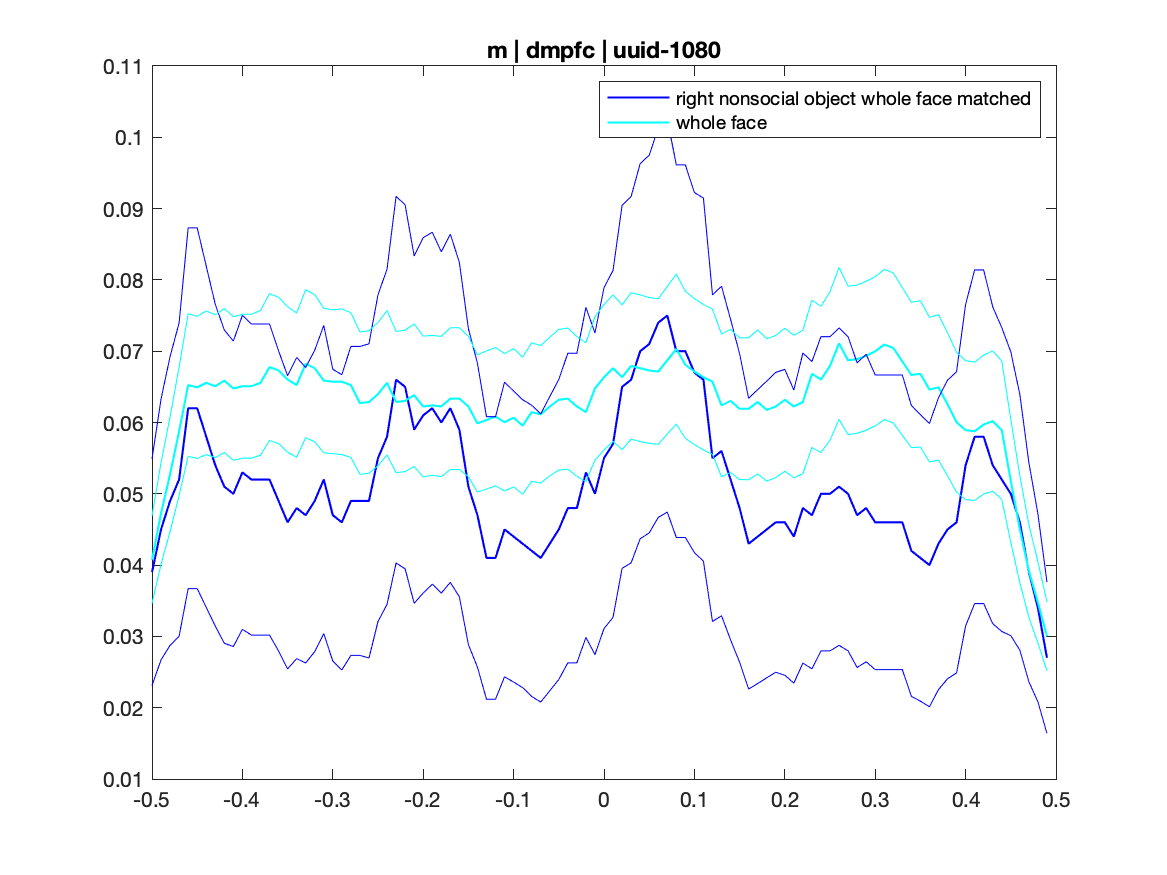 m | dmpfc | uuid-1080
right nonsocial object whole face matched
whole face
0.11
0.1
0.09
0.08
0.07
0.06
0.05
0.04
0.03
0.02
0.01
-0.5 -0.4 -0.3 -0.2 -0.1 0 0.1 0.2 0.3 0.4 0.5